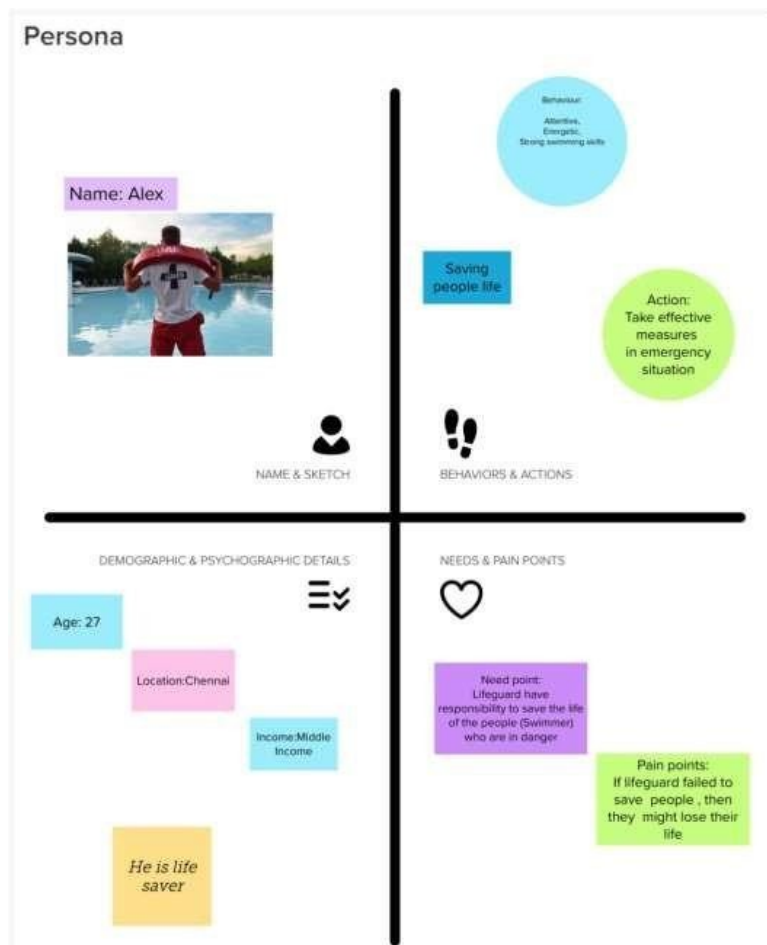 Persona
Name: Alex
NAME & SKETCH
Behaviour:
Attentive,
Energetic,
Strong swimming skills
Saving
people life
Action:
Take effective
measures
in emergency
situation
BEHAVIORS & ACTIONS
DEMOGRAPHIC & PSYCHOGRAPHIC DETAILS
Age: 27
Location:Chennai
Income:Middle
Income
He is life
saver
NEEDS & PAIN POINTS
Need point:
Lifeguard have
responsibility to save the life
of the people (Swimmer)
who are in danger
Pain points:
If lifeguard failed to
save people , then
they might lose their
life